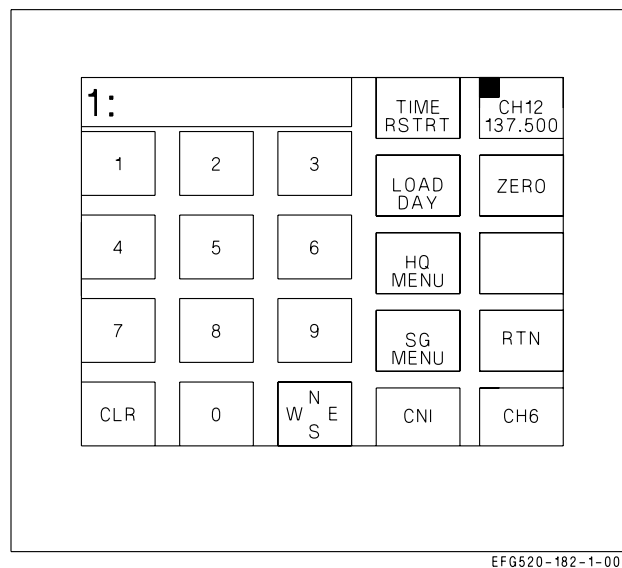 1:
TIME
RSTRT
CH12
137.500
1
2
3
LOAD
DAY
ZERO
4
5
6
HQ
MENU
7
8
9
SG
MENU
RTN
CLR
0
N
W E
S
CNI
CH6
EFG520-182-1-00